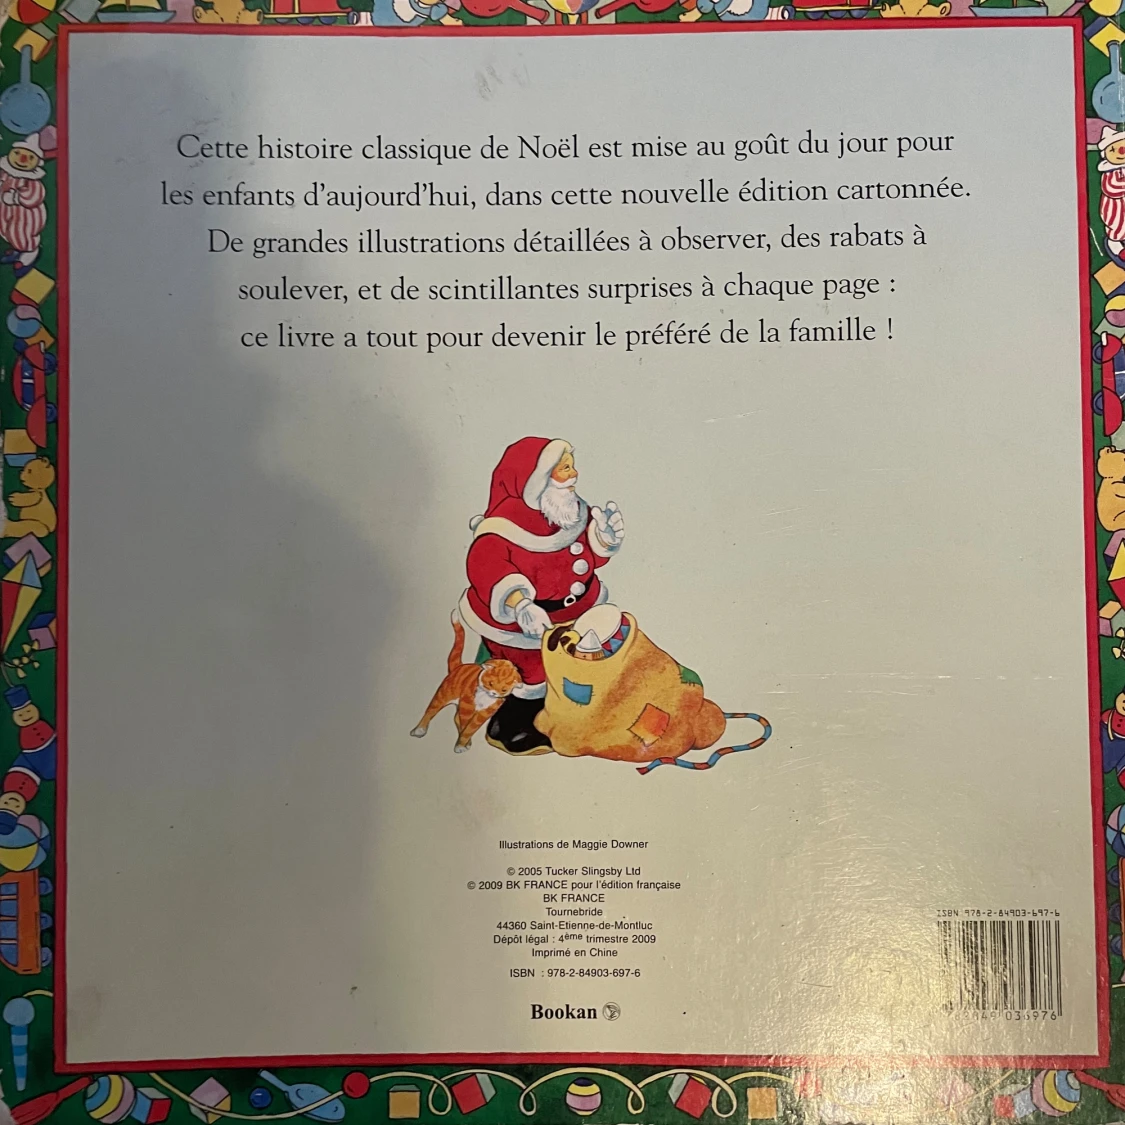 Cette histoire classique de Noël est mise au goût du jour pour
les enfants d'aujourd'hui, dans cette nouvelle édition cartonnée.
De grandes illustrations détaillées à observer, des rabats à
soulever, et de scintillantes surprises à chaque page :
ce livre a tout pour devenir le préféré de la famille !
Illustrations de Maggie Downer
© 2005 Tucker Slingsby Ltd
© 2009 BK FRANCE pour l'édition française
BK FRANCE
Tournebride
44360 Saint-Etienne-de-Montluc
Dépôt légal : 4ème trimestre 2009
Imprimé en Chine
ISBN : 978-2-84903-697-6
Bookan
ISBN 978-2-84903-697-6